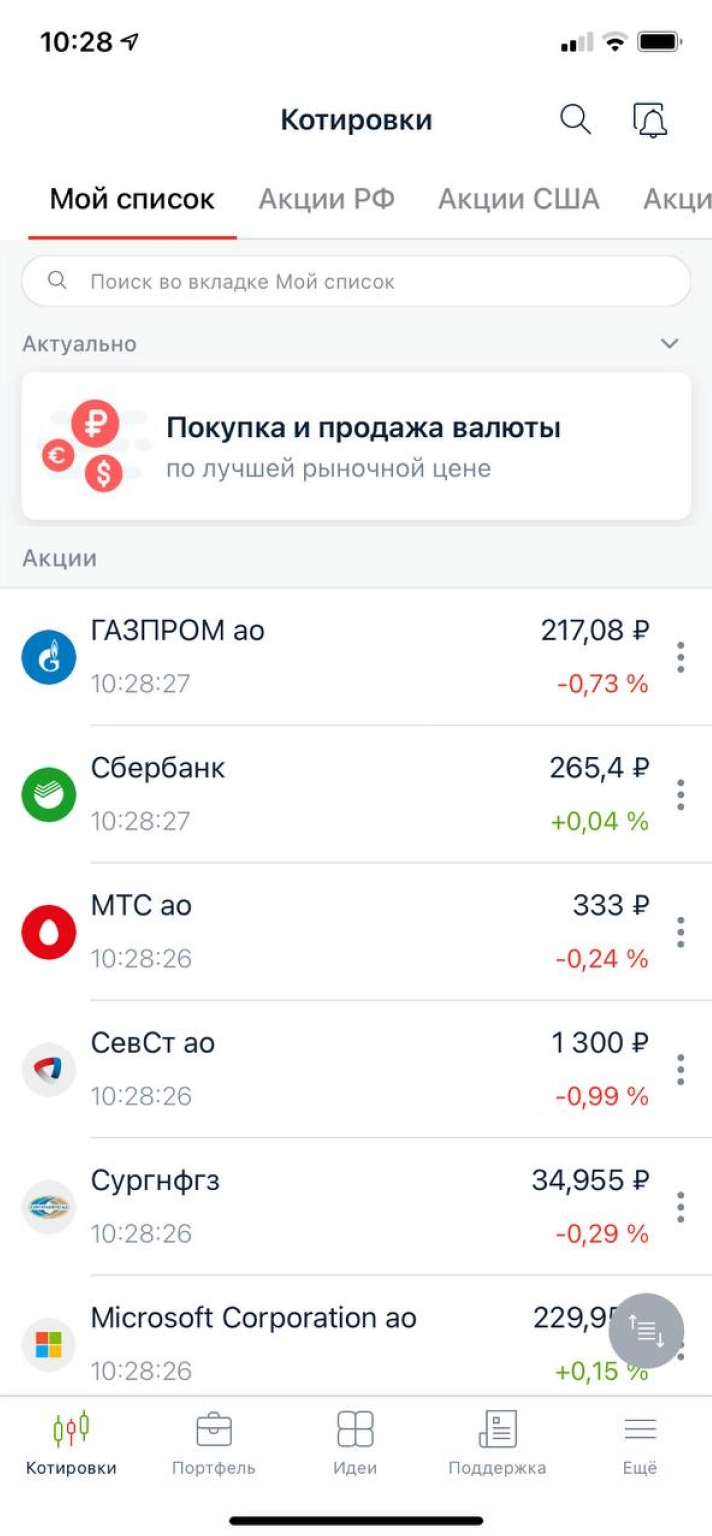 10:28
Котировки
Мой список Акции РФ Акции США Акци
Поиск во вкладке Мой список
Актуально
₽
€
$
Покупка и продажа валюты
по лучшей рыночной цене
Акции
ГАЗПРОМ ао 217,08 ₽
10:28:27 -0,73 %
Сбербанк 265,4 ₽
10:28:27 +0,04 %
МТС ао 333 ₽
10:28:26 -0,24 %
СевСт ао 1 300 ₽
10:28:26 -0,99 %
Сургнфгз 34,955 ₽
10:28:26 -0,29 %
Microsoft Corporation ао 229,9
10:28:26 +0,15 %
Котировки Портфель Идеи Поддержка Ещё